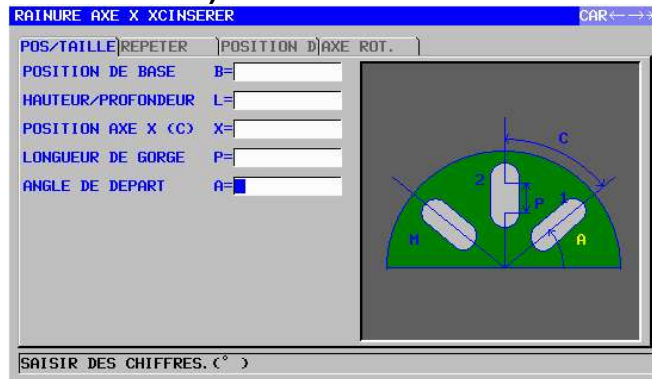 RAINURE AXE X XCINSERER CAR←→
POS/TAILLE REPETER POSITION D AXE ROT.
POSITION DE BASE B=
HAUTEUR/PROFONDEUR L=
POSITION AXE X (C) X=
LONGUEUR DE GORGE P=
ANGLE DE DEPART A=
C
2
P
1
M
A
SAISIR DES CHIFFRES.(° )